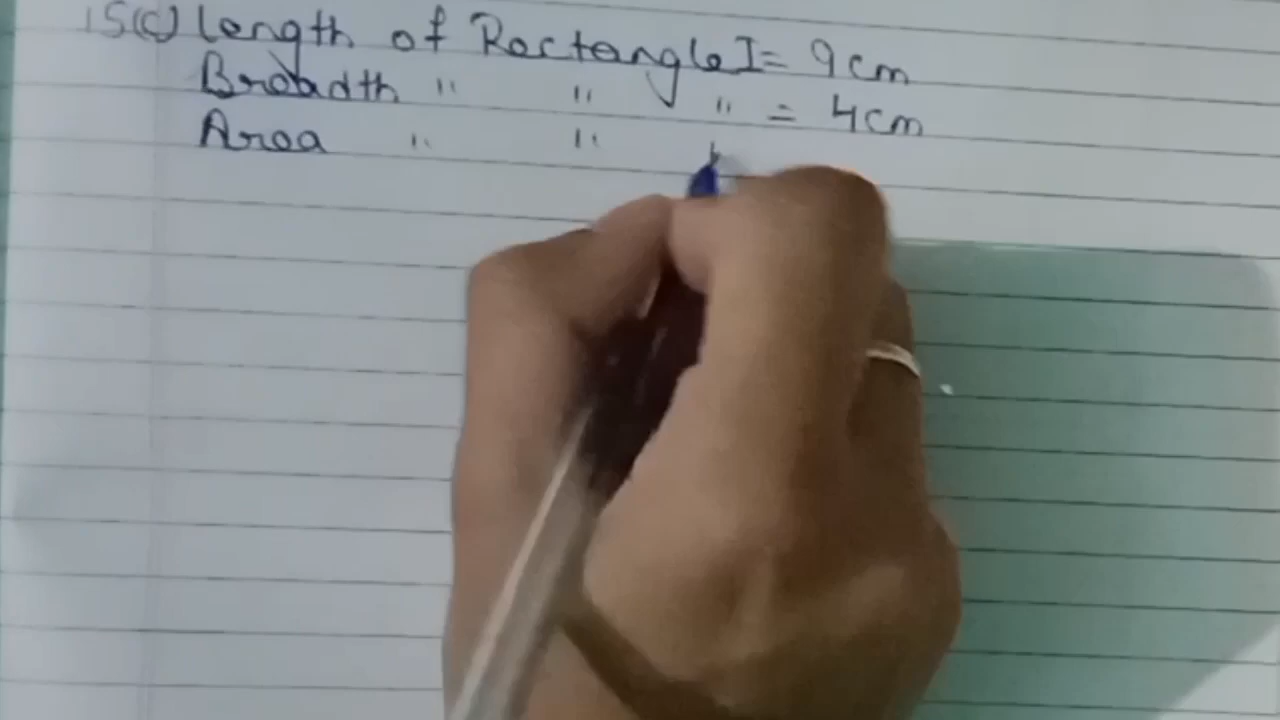 15(c) Length of Rectangle I = 9cm
Breadth " " " = 4cm
Area " "